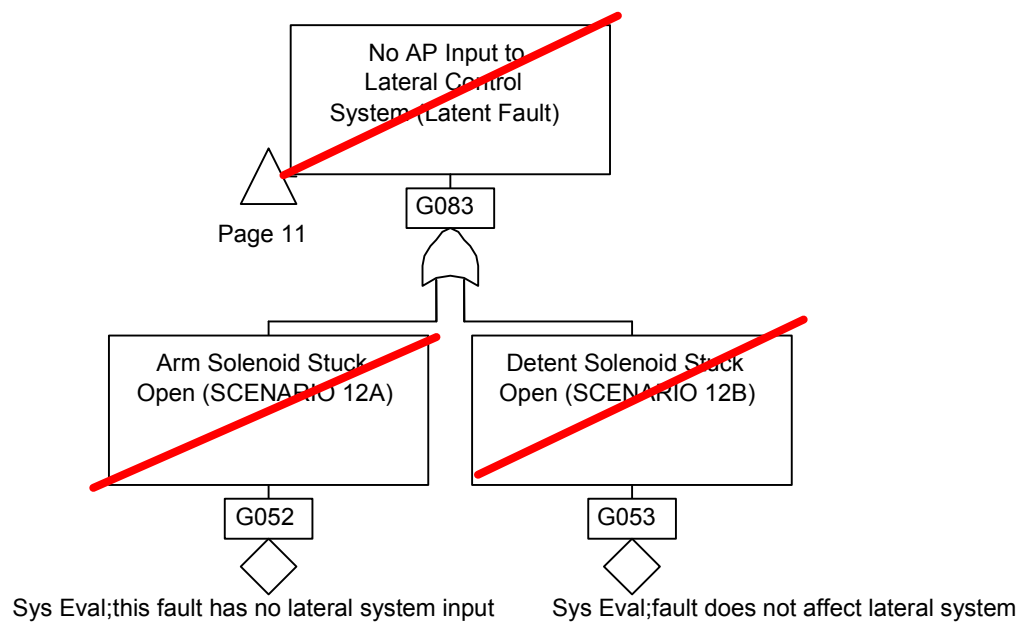 No AP Input to
Lateral Control
System (Latent Fault)
Page 11
G083
Arm Solenoid Stuck
Open (SCENARIO 12A)
Detent Solenoid Stuck
Open (SCENARIO 12B)
G052
G053
Sys Eval;this fault has no lateral system input
Sys Eval;fault does not affect lateral system